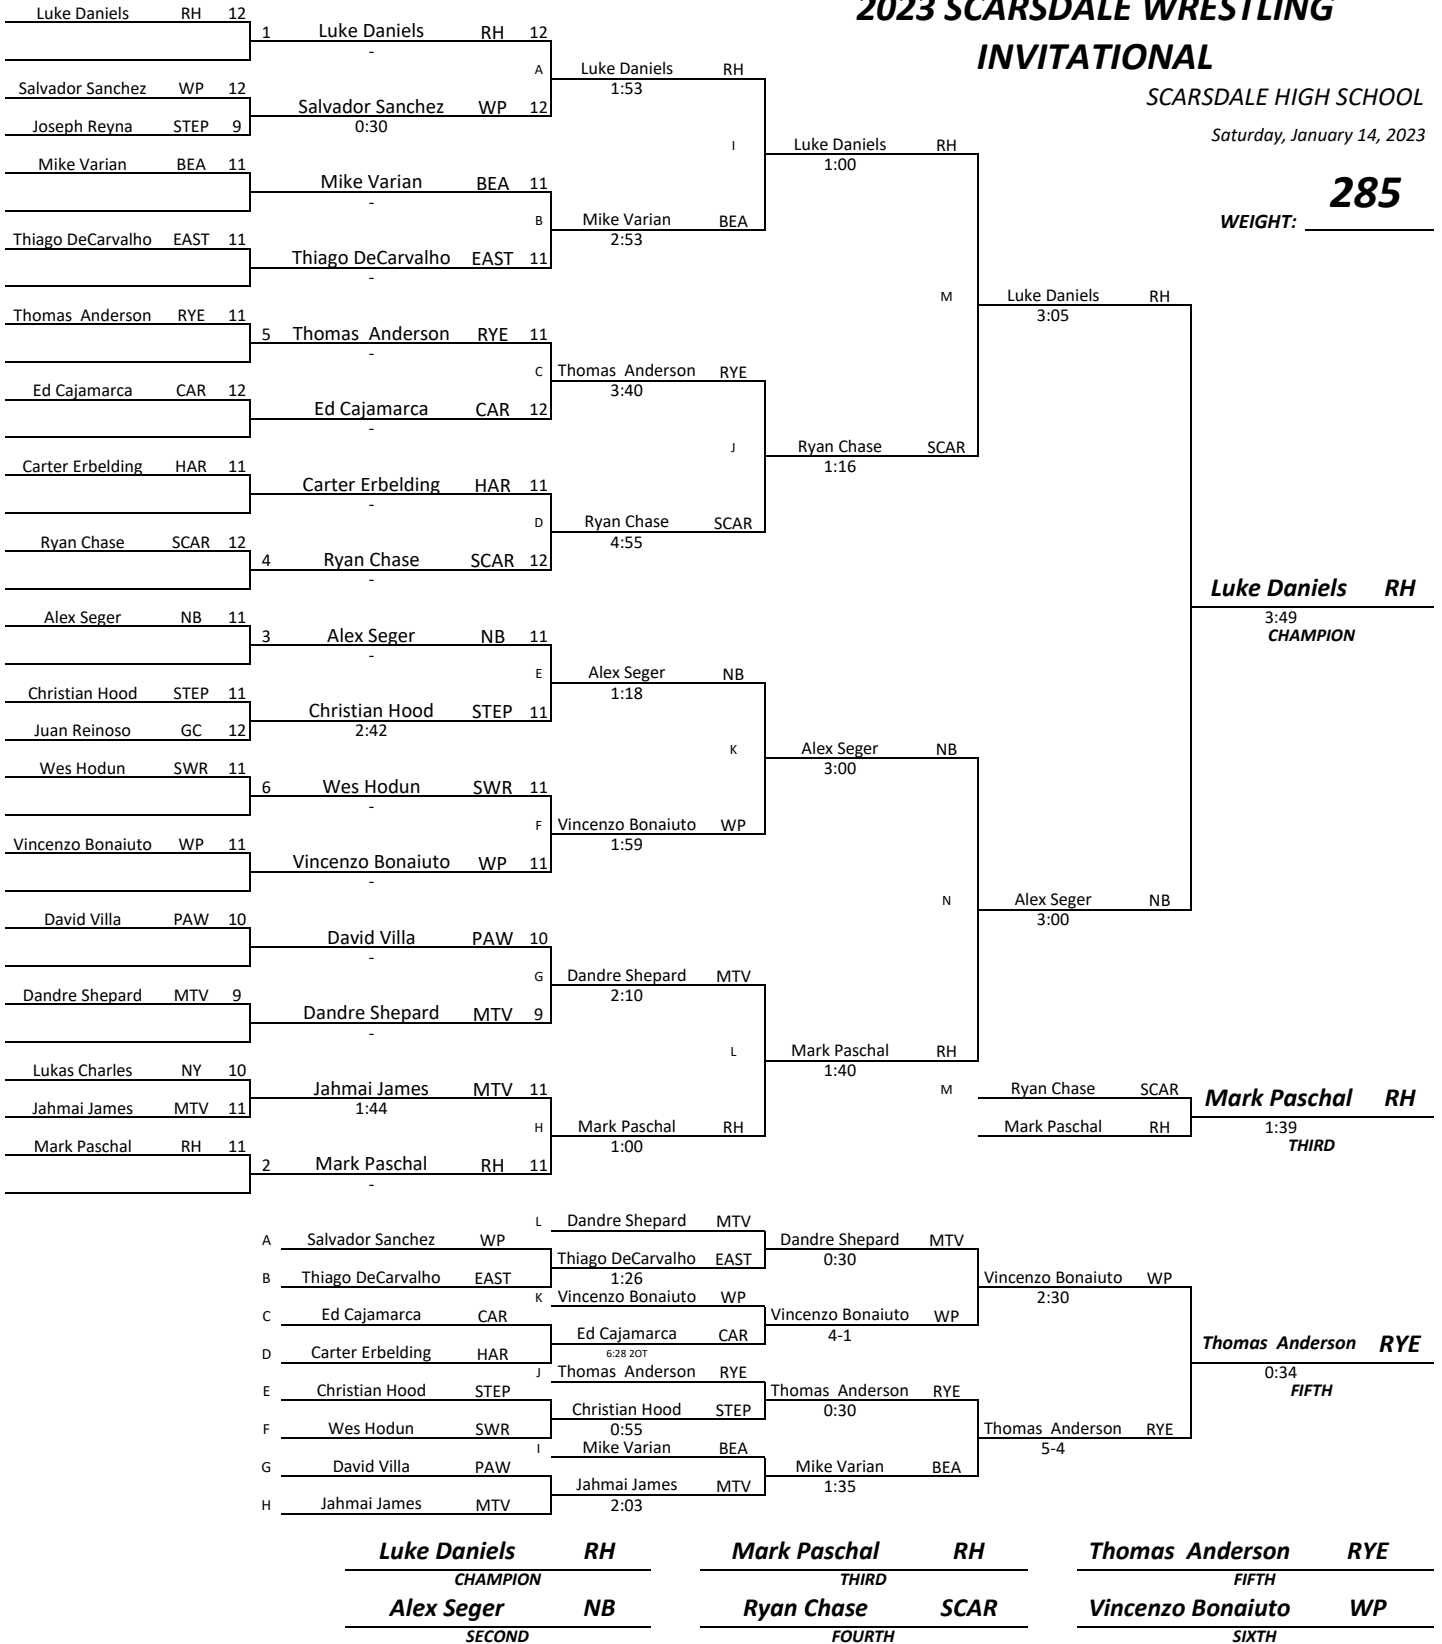 2023 SCARSDALE WRESTLING
INVITATIONAL
SCARSDALE HIGH SCHOOL
Saturday, January 14, 2023
WEIGHT: 285
Luke Daniels RH 12
Salvador Sanchez WP 12
Joseph Reyna STEP 9
Mike Varian BEA 11
Thiago DeCarvalho EAST 11
Thomas Anderson RYE 11
Ed Cajamarca CAR 12
Carter Erbelding HAR 11
Ryan Chase SCAR 12
Alex Seger NB 11
Christian Hood STEP 11
Juan Reinoso GC 12
Wes Hodun SWR 11
Vincenzo Bonaiuto WP 11
David Villa PAW 10
Dandre Shepard MTV 9
Lukas Charles NY 10
Jahmai James MTV 11
Mark Paschal RH 11
1 Luke Daniels RH 12
-
Salvador Sanchez WP 12
0:30
Mike Varian BEA 11
-
Thiago DeCarvalho EAST 11
-
5 Thomas Anderson RYE 11
-
Ed Cajamarca CAR 12
-
Carter Erbelding HAR 11
-
4 Ryan Chase SCAR 12
-
3 Alex Seger NB 11
-
Christian Hood STEP 11
2:42
6 Wes Hodun SWR 11
-
Vincenzo Bonaiuto WP 11
-
David Villa PAW 10
-
Dandre Shepard MTV 9
-
Jahmai James MTV 11
1:44
2 Mark Paschal RH 11
-
A Luke Daniels RH
1:53
B Mike Varian BEA
2:53
C Thomas Anderson RYE
3:40
D Ryan Chase SCAR
4:55
E Alex Seger NB
1:18
F Vincenzo Bonaiuto WP
1:59
G Dandre Shepard MTV
2:10
H Mark Paschal RH
1:00
I Luke Daniels RH
1:00
J Ryan Chase SCAR
1:16
K Alex Seger NB
3:00
L Mark Paschal RH
1:40
M Luke Daniels RH
3:05
N Alex Seger NB
3:00
Luke Daniels RH
3:49
CHAMPION
M Ryan Chase SCAR
Mark Paschal RH
Mark Paschal RH
1:39
THIRD
A Salvador Sanchez WP
B Thiago DeCarvalho EAST
C Ed Cajamarca CAR
D Carter Erbelding HAR
E Christian Hood STEP
F Wes Hodun SWR
G David Villa PAW
H Jahmai James MTV
L Dandre Shepard MTV
Thiago DeCarvalho EAST
1:26
K Vincenzo Bonaiuto WP
Ed Cajamarca CAR
6:28 2OT
J Thomas Anderson RYE
Christian Hood STEP
0:55
I Mike Varian BEA
Jahmai James MTV
2:03
Dandre Shepard MTV
0:30
Vincenzo Bonaiuto WP
4-1
Thomas Anderson RYE
0:30
Mike Varian BEA
1:35
Vincenzo Bonaiuto WP
2:30
Thomas Anderson RYE
5-4
Thomas Anderson RYE
0:34
FIFTH
Luke Daniels RH Mark Paschal RH Thomas Anderson RYE
CHAMPION THIRD FIFTH
Alex Seger NB Ryan Chase SCAR Vincenzo Bonaiuto WP
SECOND FOURTH SIXTH